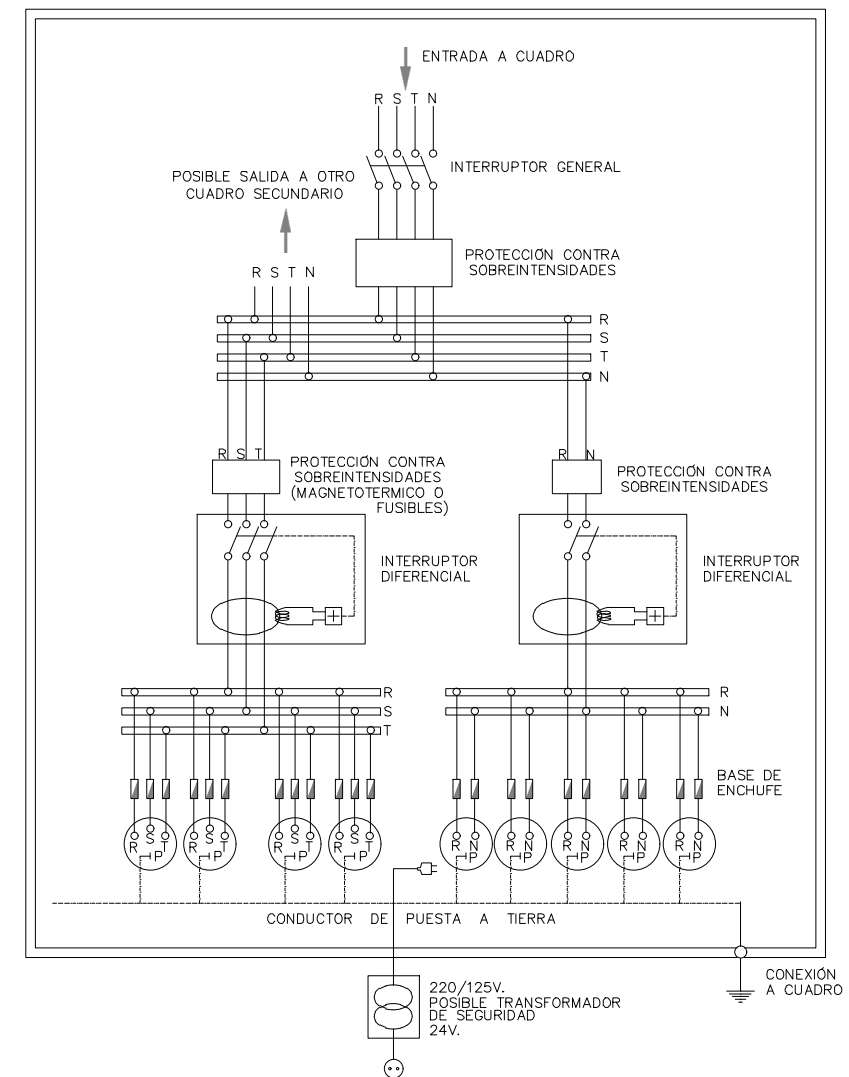 ENTRADA A CUADRO
R S T N
INTERRUPTOR GENERAL
POSIBLE SALIDA A OTRO
CUADRO SECUNDARIO
PROTECCIÓN CONTRA
SOBREINTENSIDADES
R S T N
R
S
T
N
R S T
PROTECCIÓN CONTRA
SOBREINTENSIDADES
(MAGNETOTERMICO O
FUSIBLES)
R N
PROTECCIÓN CONTRA
SOBREINTENSIDADES
INTERRUPTOR
DIFERENCIAL
INTERRUPTOR
DIFERENCIAL
R
S
T
R
N
BASE DE
ENCHUFE
R S T P
R S T P
R S T P
R S T P
R N P
R N P
R N P
R N P
R N P
CONDUCTOR DE PUESTA A TIERRA
CONEXIÓN
A CUADRO
220/125V.
POSIBLE TRANSFORMADOR
DE SEGURIDAD
24V.